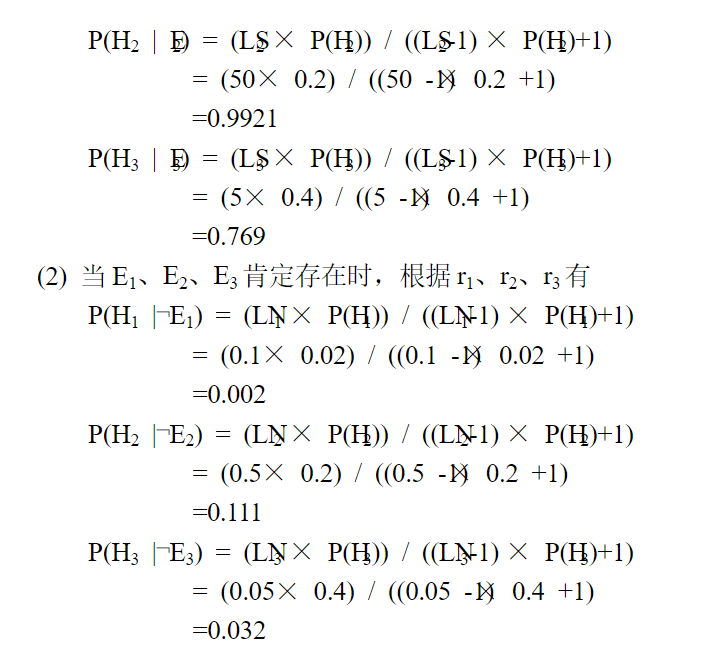 P(H₂ | E₂) = (LS₂× P(H₂)) / ((LS₂-1) × P(H₂)+1)
= (50× 0.2) / ((50 -1)× 0.2 +1)
=0.9921
P(H₃ | E₃) = (LS₃× P(H₃)) / ((LS₃-1) × P(H₃)+1)
= (5× 0.4) / ((5 -1)× 0.4 +1)
=0.769
(2) 当 E₁、E₂、E₃ 肯定存在时，根据 r₁、r₂、r₃ 有
P(H₁ |¬E₁) = (LN₁× P(H₁)) / ((LN₁-1) × P(H₁)+1)
= (0.1× 0.02) / ((0.1 -1)× 0.02 +1)
=0.002
P(H₂ |¬E₂) = (LN₂× P(H₂)) / ((LN₂-1) × P(H₂)+1)
= (0.5× 0.2) / ((0.5 -1)× 0.2 +1)
=0.111
P(H₃ |¬E₃) = (LN₃× P(H₃)) / ((LN₃-1) × P(H₃)+1)
= (0.05× 0.4) / ((0.05 -1)× 0.4 +1)
=0.032